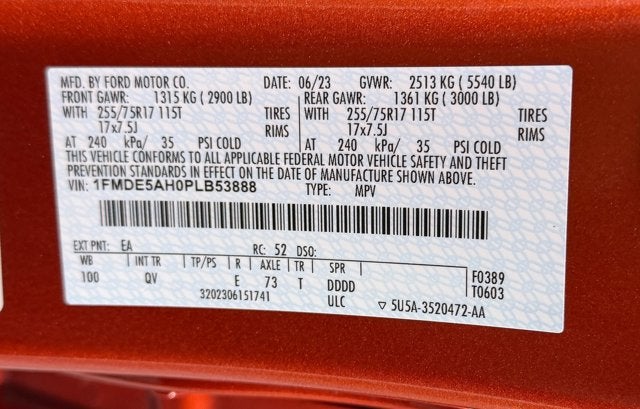 MFD. BY FORD MOTOR CO. DATE: 06/23 GVWR: 2513 KG ( 5540 LB)
FRONT GAWR: 1315 KG ( 2900 LB) REAR GAWR: 1361 KG ( 3000 LB)
WITH 255/75R17 115T TIRES WITH 255/75R17 115T TIRES
17x7.5J RIMS 17x7.5J RIMS
AT 240 kPa/ 35 PSI COLD AT 240 kPa/ 35 PSI COLD
THIS VEHICLE CONFORMS TO ALL APPLICABLE FEDERAL MOTOR VEHICLE SAFETY AND THEFT
PREVENTION STANDARDS IN EFFECT ON THE DATE OF MANUFACTURE SHOWN ABOVE.
VIN: 1FMDE5AH0PLB53888 TYPE: MPV
EXT PNT: EA RC: 52 DSO:
WB INT TR TP/PS R AXLE TR SPR F0389
100 QV E 73 T DDDD T0603
3202306151741 ULC ▽ 5U5A-3520472-AA